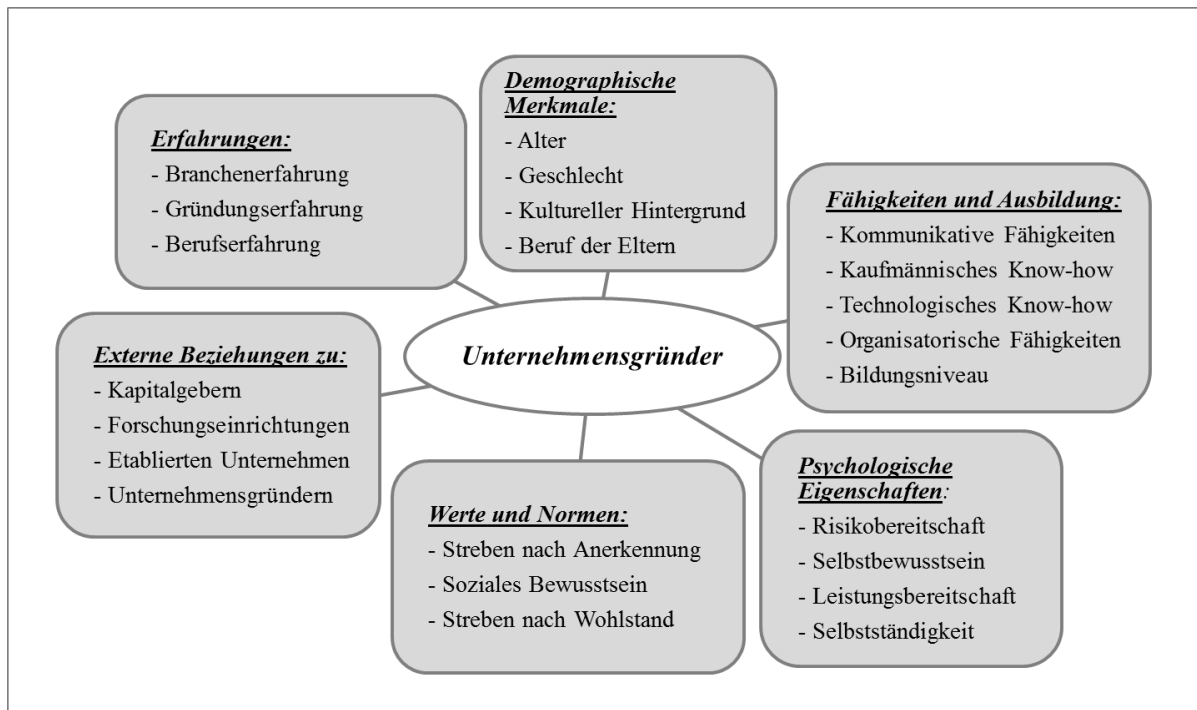 Demographische
Merkmale:
- Alter
- Geschlecht
- Kultureller Hintergrund
- Beruf der Eltern
Erfahrungen:
- Branchenerfahrung
- Gründungserfahrung
- Berufserfahrung
Fähigkeiten und Ausbildung:
- Kommunikative Fähigkeiten
- Kaufmännisches Know-how
- Technologisches Know-how
- Organisatorische Fähigkeiten
- Bildungsniveau
Unternehmensgründer
Externe Beziehungen zu:
- Kapitalgebern
- Forschungseinrichtungen
- Etablierten Unternehmen
- Unternehmensgründern
Werte und Normen:
- Streben nach Anerkennung
- Soziales Bewusstsein
- Streben nach Wohlstand
Psychologische
Eigenschaften:
- Risikobereitschaft
- Selbstbewusstsein
- Leistungsbereitschaft
- Selbstständigkeit